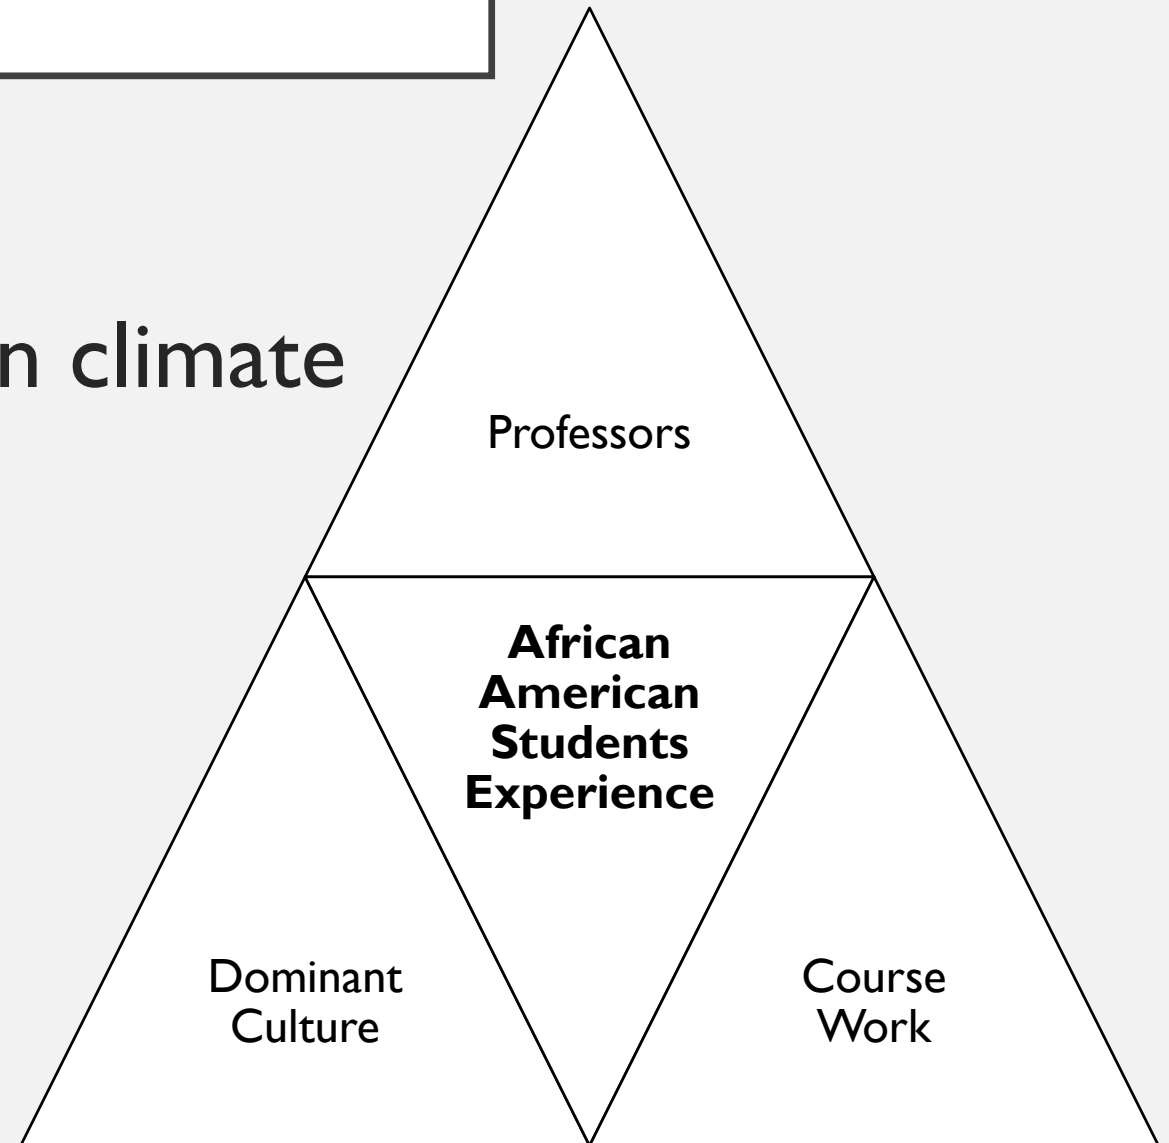 n climate
Professors
African
American
Students
Experience
Dominant
Culture
Course
Work